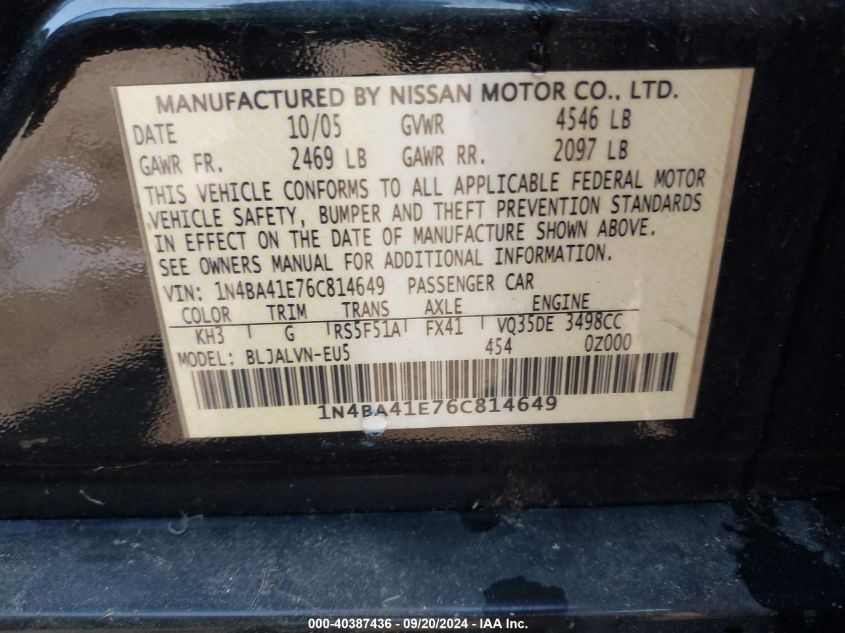 MANUFACTURED BY NISSAN MOTOR CO., LTD.
DATE 10/05 GVWR 4546 LB
GAWR FR. 2469 LB GAWR RR. 2097 LB
THIS VEHICLE CONFORMS TO ALL APPLICABLE FEDERAL MOTOR
VEHICLE SAFETY, BUMPER AND THEFT PREVENTION STANDARDS
IN EFFECT ON THE DATE OF MANUFACTURE SHOWN ABOVE.
SEE OWNERS MANUAL FOR ADDITIONAL INFORMATION.
VIN: 1N4BA41E76C814649 PASSENGER CAR
COLOR TRIM TRANS AXLE ENGINE
KH3 G RS5F51A FX41 VQ35DE 3498CC
MODEL: BLJALVN-EU5 454 0Z000
1N4BA41E76C814649
000-40387436 - 09/20/2024 - IAA Inc.